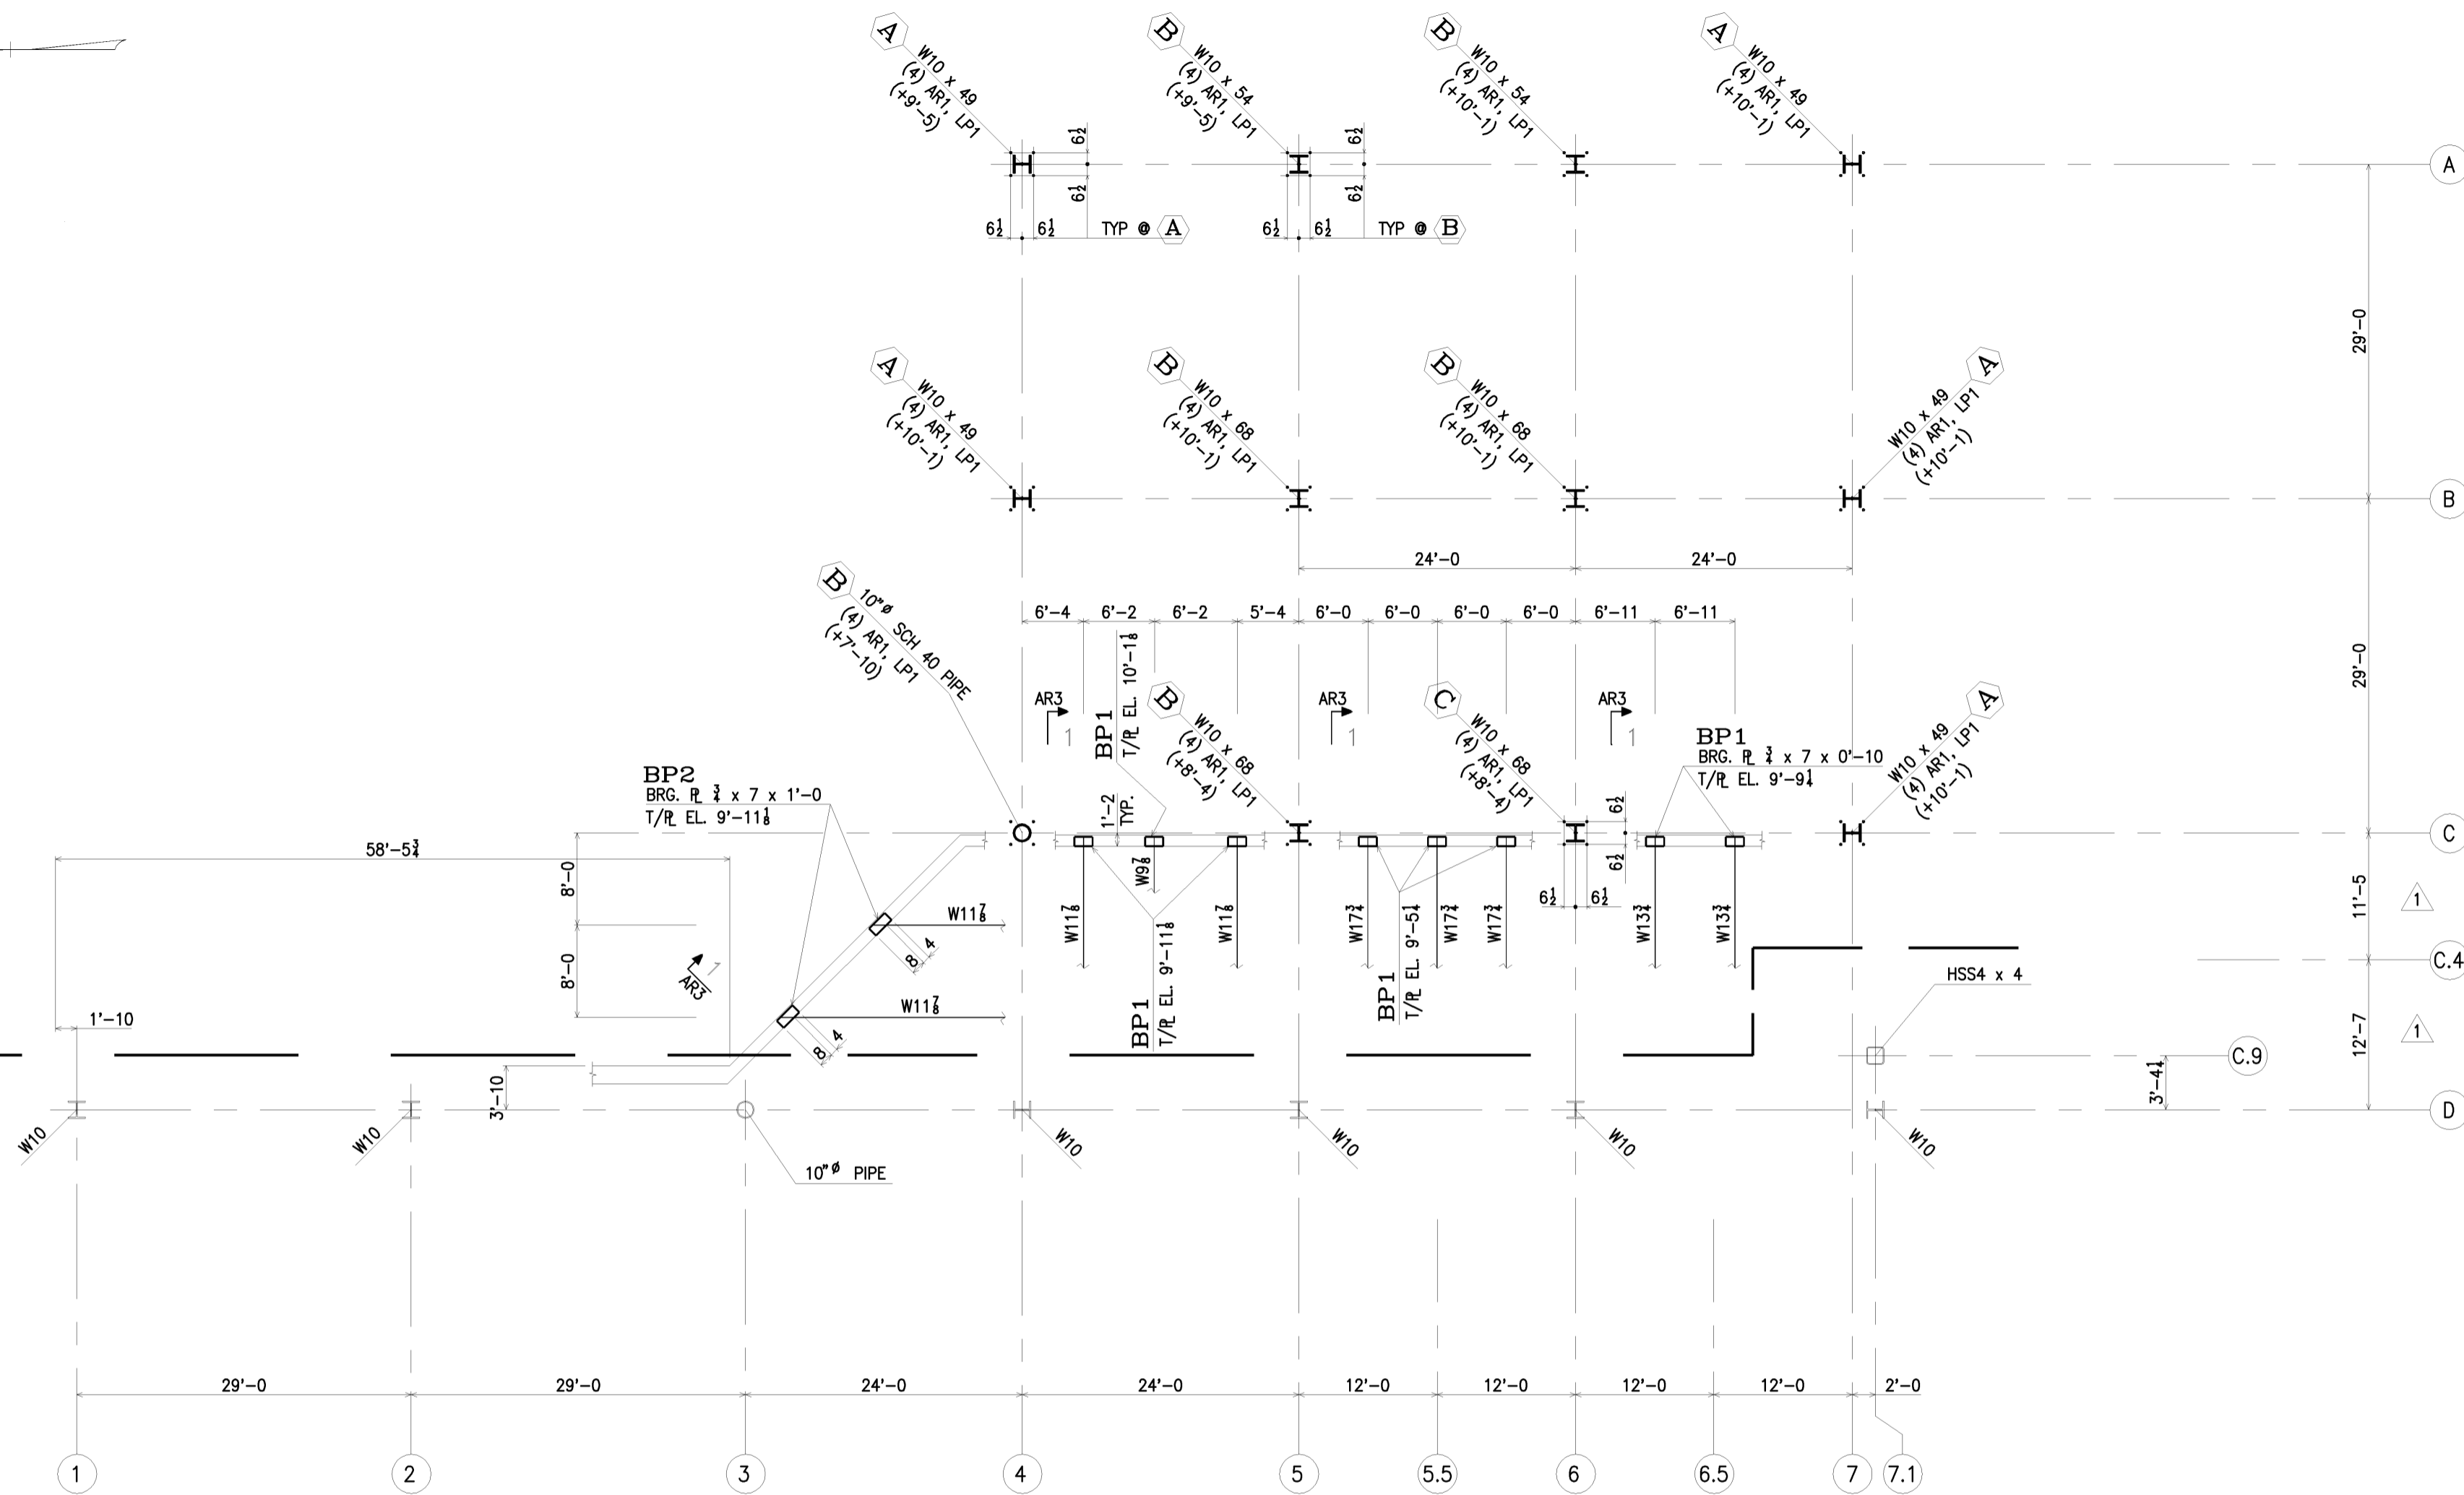 A
W10 x 49
(4) AR1, LP1
(+9'-5)
B
W10 x 54
(4) AR1, LP1
(+9'-5)
B
W10 x 54
(4) AR1, LP1
(+10'-1)
A
W10 x 49
(4) AR1, LP1
(+10'-1)
6½
6½
6½
6½
TYP @ A
6½
6½
6½
6½
TYP @ B
A
29'-0
A
W10 x 49
(4) AR1, LP1
(+10'-1)
B
W10 x 68
(4) AR1, LP1
(+10'-1)
B
W10 x 68
(4) AR1, LP1
(+10'-1)
A
W10 x 49
(4) AR1, LP1
(+10'-1)
B
24'-0
24'-0
29'-0
B
10"ø SCH 40 PIPE
(4) AR1, LP1
(+7'-10)
6'-4
6'-2
6'-2
5'-4
6'-0
6'-0
6'-0
6'-0
6'-11
6'-11
AR3
1
BP1
T/PL EL. 10'-1⅛
B
W10 x 68
(4) AR1, LP1
(+8'-4)
AR3
1
C
W10 x 68
(4) AR1, LP1
(+8'-4)
AR3
1
BP1
BRG. PL ¾ x 7 x 0'-10
T/PL EL. 9'-9¼
A
W10 x 49
(4) AR1, LP1
(+10'-1)
BP2
BRG. PL ¾ x 7 x 1'-0
T/PL EL. 9'-11⅛
1'-2
TYP.
6½
6½
6½
6½
C
58'-5¾
8'-0
8'-0
AR3
1
W11⅞
4
8
W11⅞
4
8
W11⅞
W9⅞
W11⅞
BP1
T/PL EL. 9'-11⅛
W17¾
W17¾
W17¾
BP1
T/PL EL. 9'-5¼
W13¾
W13¾
11'-5
1
C.4
HSS4 x 4
12'-7
1
1'-10
3'-10
C.9
3'-4¼
D
W10
W10
10"ø PIPE
W10
W10
W10
W10
29'-0
29'-0
24'-0
24'-0
12'-0
12'-0
12'-0
12'-0
2'-0
1
2
3
4
5
5.5
6
6.5
7
7.1